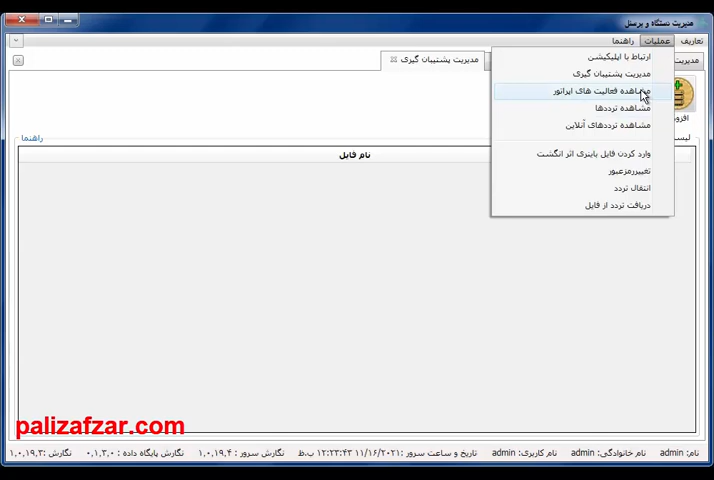 مدیریت دستگاه و پرسنل
تعاریف
عملیات
راهنما
ارتباط با اپلیکیشن
مدیریت پشتیبان گیری
مشاهده فعالیت های اپراتور
مشاهده ترددها
مشاهده ترددهای آنلاین
وارد کردن فایل باینری اثر انگشت
تغییررمزعبور
انتقال تردد
دریافت تردد از فایل
مدیریت
مدیریت پشتیبان گیری
افزو
لیس
راهنما
نام فایل
palizafzar.com
نام: admin
نام خانوادگی: admin
نام کاربری: admin
تاریخ و ساعت سرور :۱۱/۱۶/۲۰۲۱ ۱۲:۲۳:۴۳ ب.ظ
نگارش سرور : ۱,۰,۱۹,۴
نگارش پایگاه داده : ۰,۱,۳,۰
نگارش :۱,۰,۱۹,۳